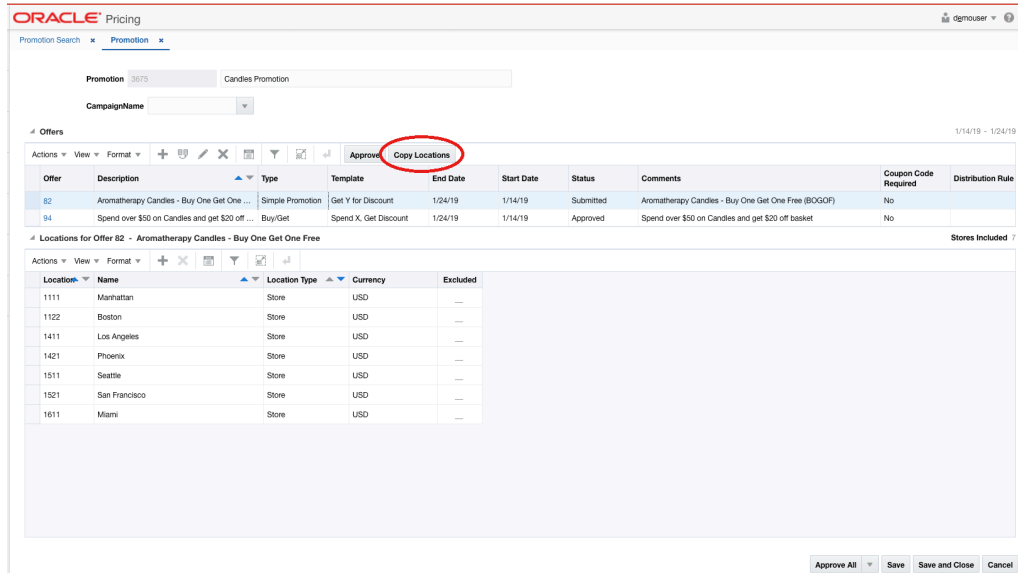 ORACLE Pricing demouser
Promotion Search x Promotion x
Promotion 3675 Candles Promotion
CampaignName
Offers 1/14/19 - 1/24/19
Actions View Format Approve Copy Locations
Offer Description Type Template End Date Start Date Status Comments Coupon Code Required Distribution Rule
82 Aromatherapy Candles - Buy One Get One ... Simple Promotion Get Y for Discount 1/24/19 1/14/19 Submitted Aromatherapy Candles - Buy One Get One Free (BOGOF) No
94 Spend over $50 on Candles and get $20 off ... Buy/Get Spend X, Get Discount 1/24/19 1/14/19 Approved Spend over $50 on Candles and get $20 off basket No
Locations for Offer 82 - Aromatherapy Candles - Buy One Get One Free Stores Included 7
Actions View Format
Location Name Location Type Currency Excluded
1111 Manhattan Store USD
1122 Boston Store USD
1411 Los Angeles Store USD
1421 Phoenix Store USD
1511 Seattle Store USD
1521 San Francisco Store USD
1611 Miami Store USD
Approve All Save Save and Close Cancel